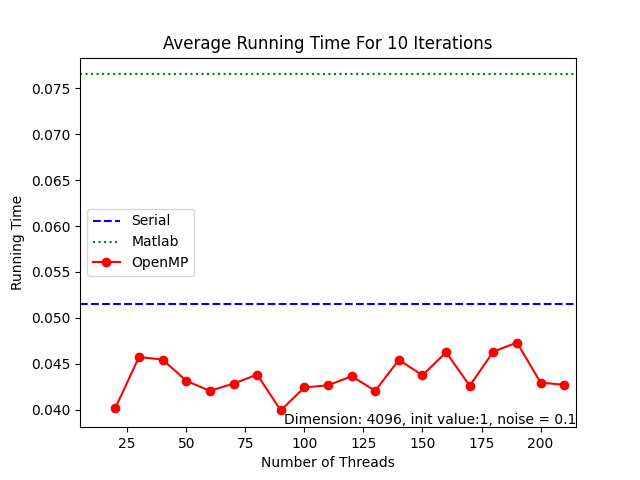 Average Running Time For 10 Iterations
0.075
0.070
0.065
0.060
0.055
0.050
0.045
0.040
Running Time
Serial
Matlab
OpenMP
Dimension: 4096, init value:1, noise = 0.1
25 50 75 100 125 150 175 200
Number of Threads